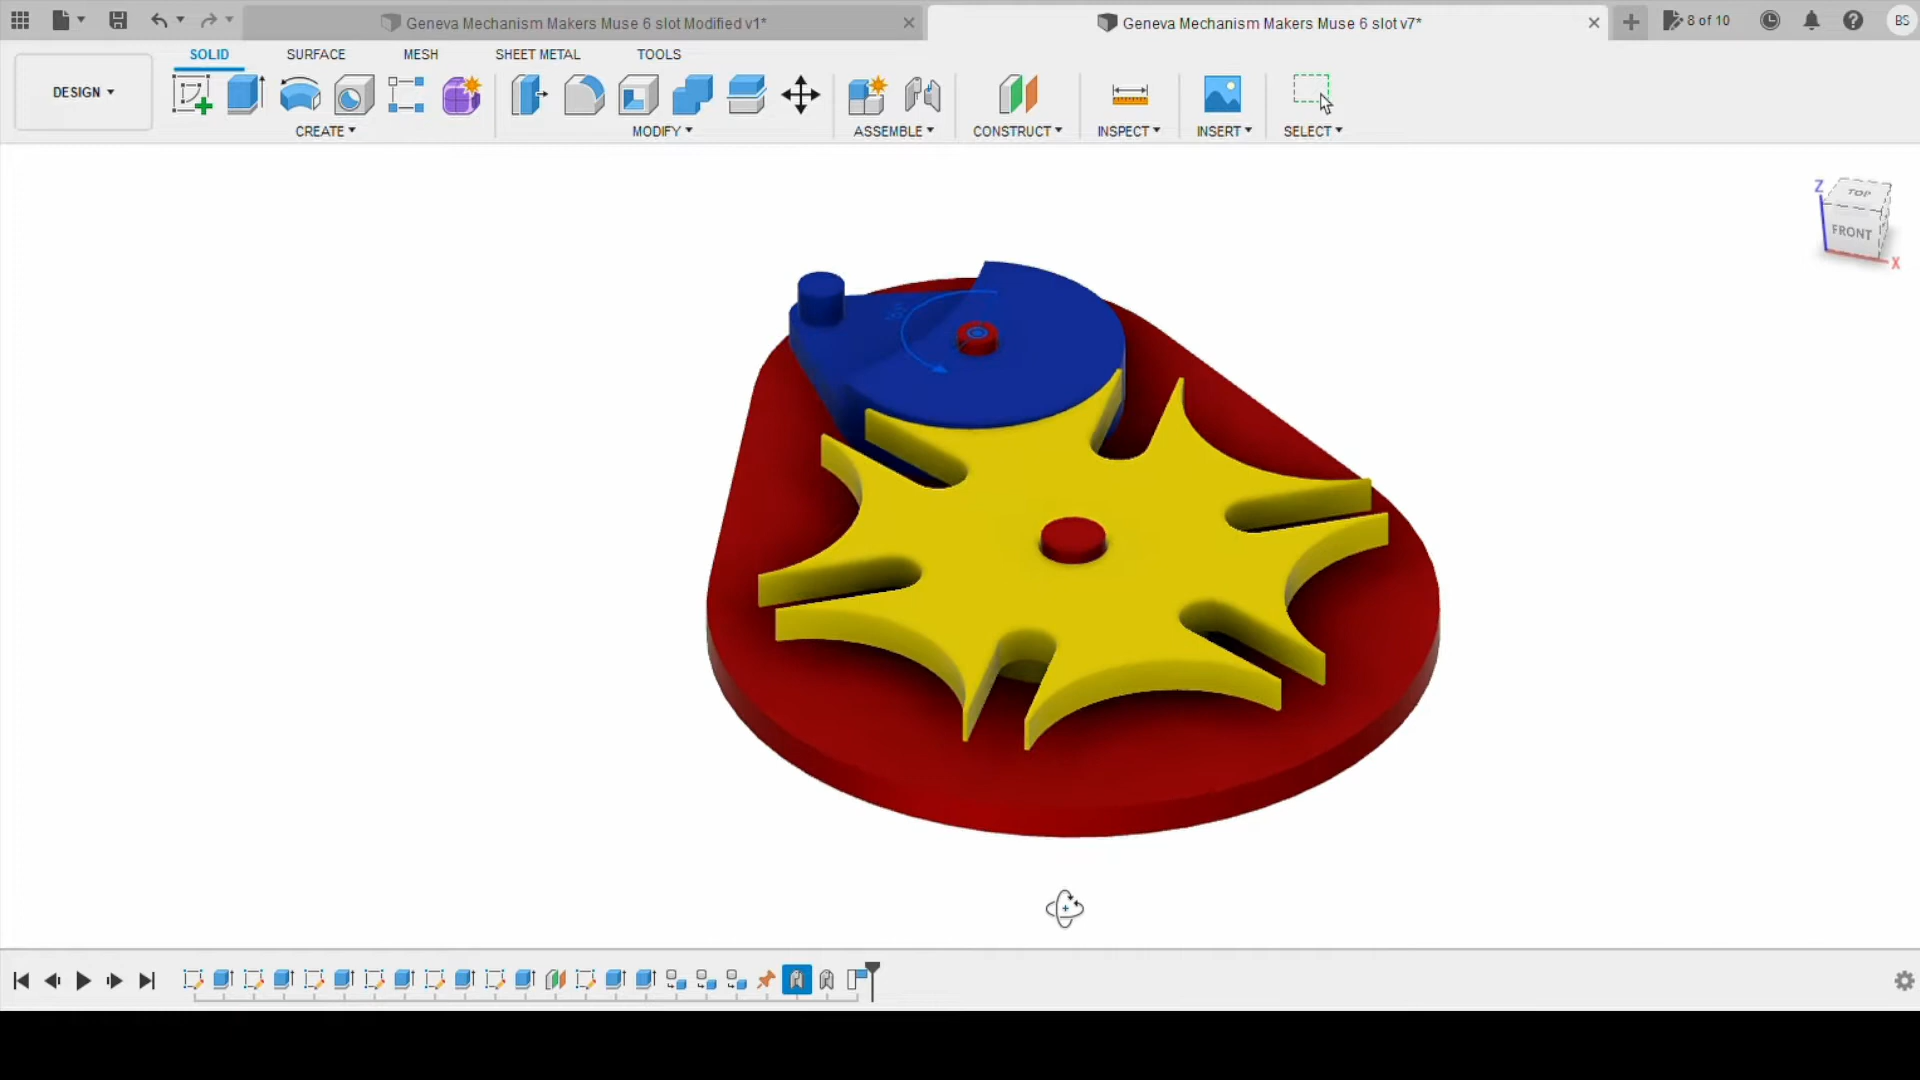 Geneva Mechanism Makers Muse 6 slot Modified v1*
Geneva Mechanism Makers Muse 6 slot v7*
8 of 10
BS
SOLID SURFACE MESH SHEET METAL TOOLS
DESIGN
CREATE MODIFY ASSEMBLE CONSTRUCT INSPECT INSERT SELECT
Z
TOP
FRONT
X